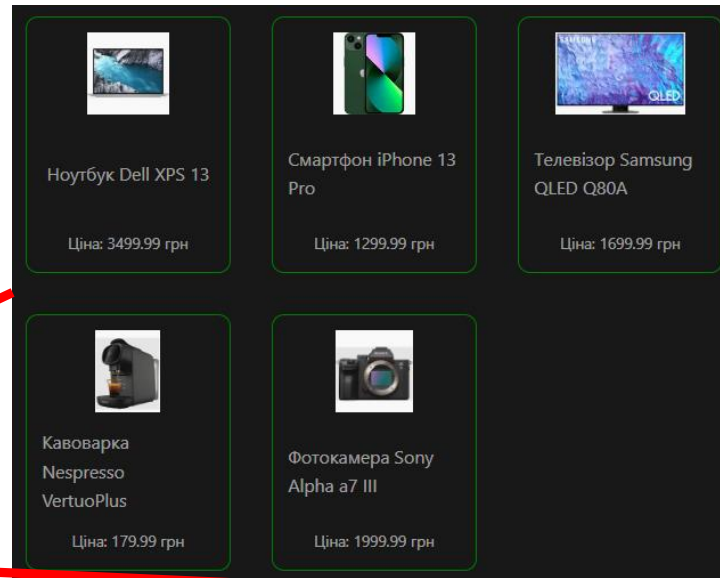 SAMSUNG
QLED
Ноутбук Dell XPS 13
Ціна: 3499.99 грн
Смартфон iPhone 13
Pro
Ціна: 1299.99 грн
Телевізор Samsung
QLED Q80A
Ціна: 1699.99 грн
Кавоварка
Nespresso
VertuoPlus
Ціна: 179.99 грн
Фотокамера Sony
Alpha a7 III
Ціна: 1999.99 грн